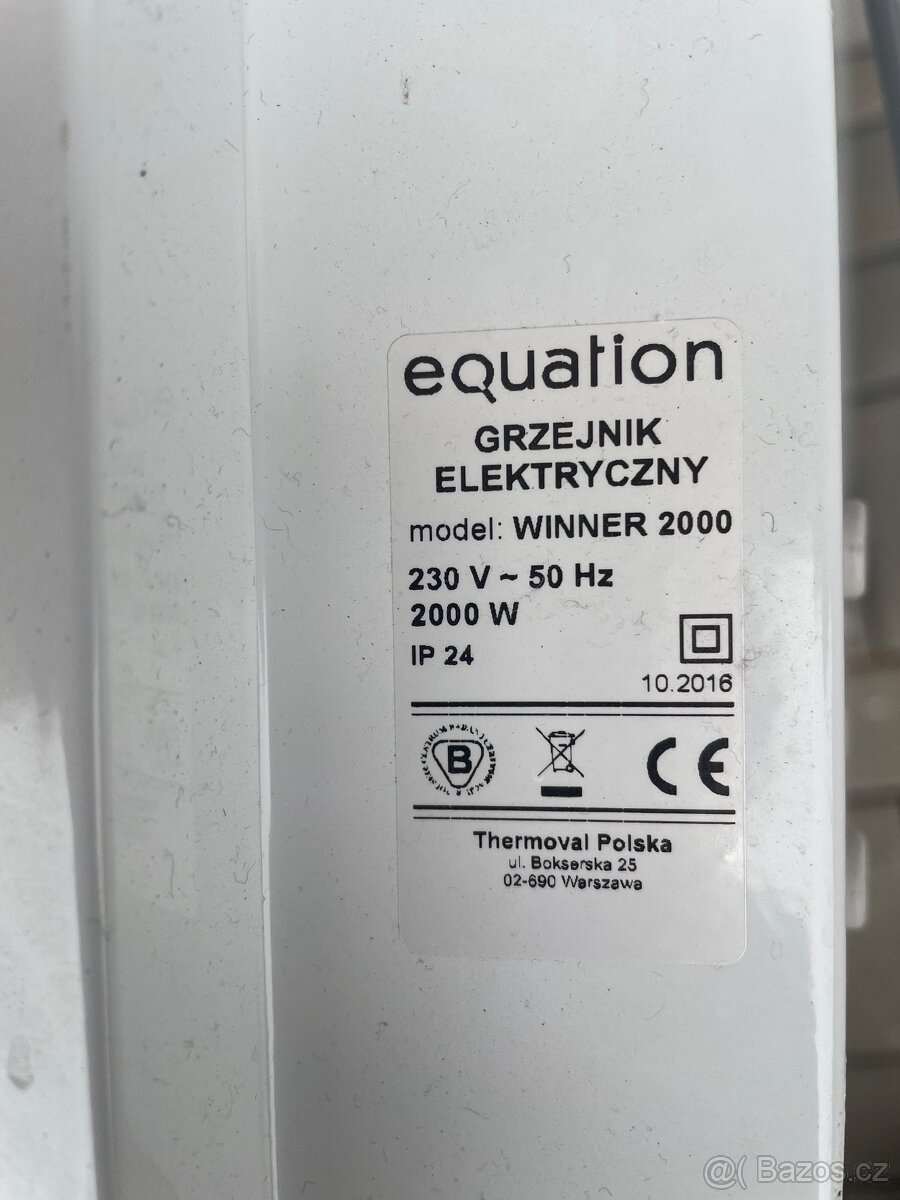 equation
GRZEJNIK
ELEKTRYCZNY
model: WINNER 2000
230 V ~ 50 Hz
2000 W
IP 24
10.2016
B
CE
Thermoval Polska
ul. Bokserska 25
02-690 Warszawa
@( Bazos.cz